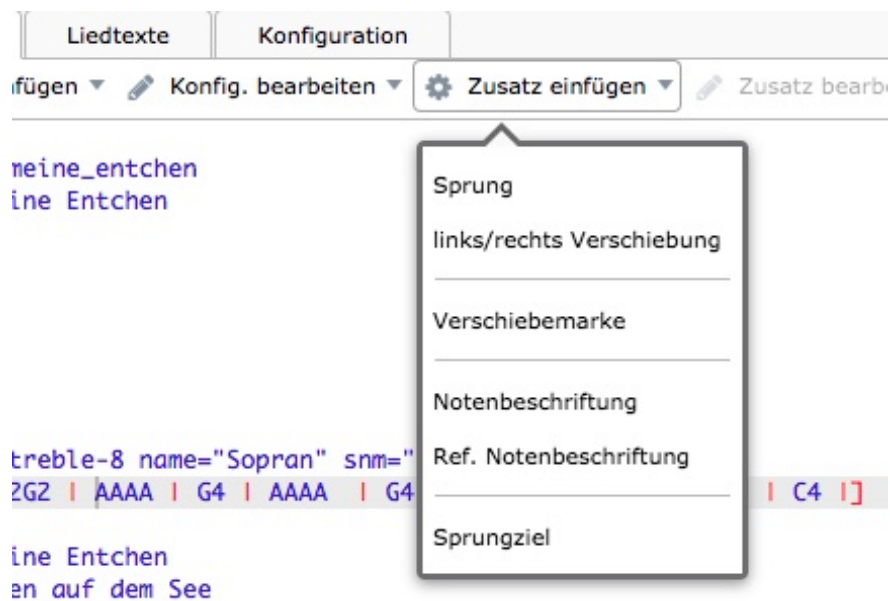 Liedtexte Konfiguration
fügen Konfig. bearbeiten Zusatz einfügen Zusatz bearb
meine_entchen
ine Entchen
Sprung
links/rechts Verschiebung
Verschiebemarke
Notenbeschriftung
Ref. Notenbeschriftung
Sprungziel
treble-8 name="Sopran" snm="
2G2 | AAAA | G4 | AAAA | G4 | C4 |]
ine Entchen
en auf dem See